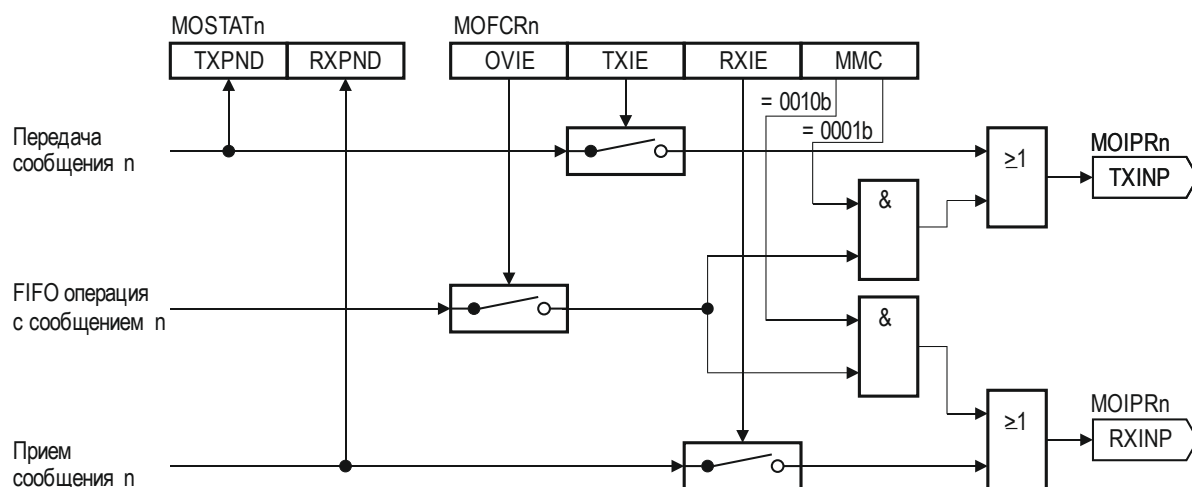 MOSTATn
MOFCRn
TXPND RXPND
OVIE TXIE RXIE MMC
= 0010b
= 0001b
Передача
сообщения n
≥1
MOIPRn
TXINP
&
FIFO операция
с сообщением n
&
≥1
MOIPRn
RXINP
Прием
сообщения n